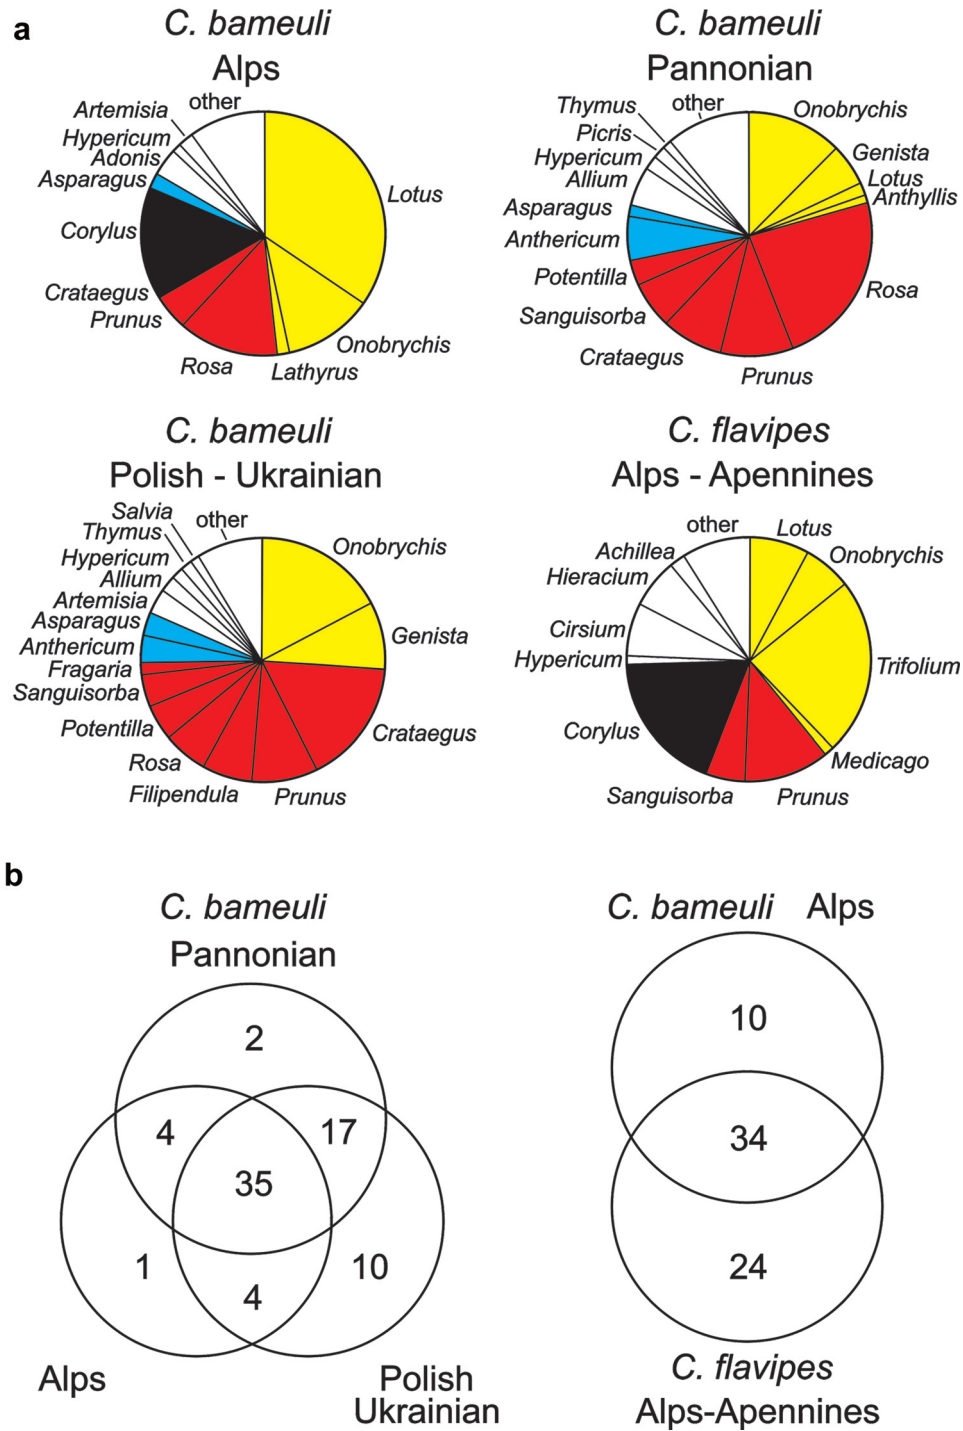 a
C. bameuli
Alps
other
Artemisia
Hypericum
Adonis
Asparagus
Corylus
Crataegus
Prunus
Rosa
Lathyrus
Onobrychis
Lotus
C. bameuli
Pannonian
other
Thymus
Picris
Hypericum
Allium
Asparagus
Anthericum
Potentilla
Sanguisorba
Crataegus
Prunus
Rosa
Anthyllis
Lotus
Genista
Onobrychis
C. bameuli
Polish - Ukrainian
other
Salvia
Thymus
Hypericum
Allium
Artemisia
Asparagus
Anthericum
Fragaria
Sanguisorba
Potentilla
Rosa
Filipendula
Prunus
Crataegus
Genista
Onobrychis
C. flavipes
Alps - Apennines
other
Achillea
Hieracium
Cirsium
Hypericum
Corylus
Sanguisorba
Prunus
Medicago
Trifolium
Onobrychis
Lotus
b
C. bameuli
Pannonian
2
4
17
35
1
10
4
Alps
Polish
Ukrainian
C. bameuli Alps
10
34
24
C. flavipes
Alps-Apennines